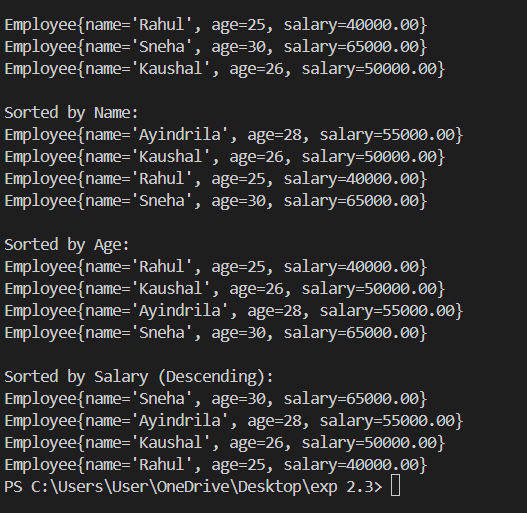 Employee{name='Rahul', age=25, salary=40000.00}
Employee{name='Sneha', age=30, salary=65000.00}
Employee{name='Kaushal', age=26, salary=50000.00}

Sorted by Name:
Employee{name='Ayindrila', age=28, salary=55000.00}
Employee{name='Kaushal', age=26, salary=50000.00}
Employee{name='Rahul', age=25, salary=40000.00}
Employee{name='Sneha', age=30, salary=65000.00}

Sorted by Age:
Employee{name='Rahul', age=25, salary=40000.00}
Employee{name='Kaushal', age=26, salary=50000.00}
Employee{name='Ayindrila', age=28, salary=55000.00}
Employee{name='Sneha', age=30, salary=65000.00}

Sorted by Salary (Descending):
Employee{name='Sneha', age=30, salary=65000.00}
Employee{name='Ayindrila', age=28, salary=55000.00}
Employee{name='Kaushal', age=26, salary=50000.00}
Employee{name='Rahul', age=25, salary=40000.00}
PS C:\Users\User\OneDrive\Desktop\exp 2.3>